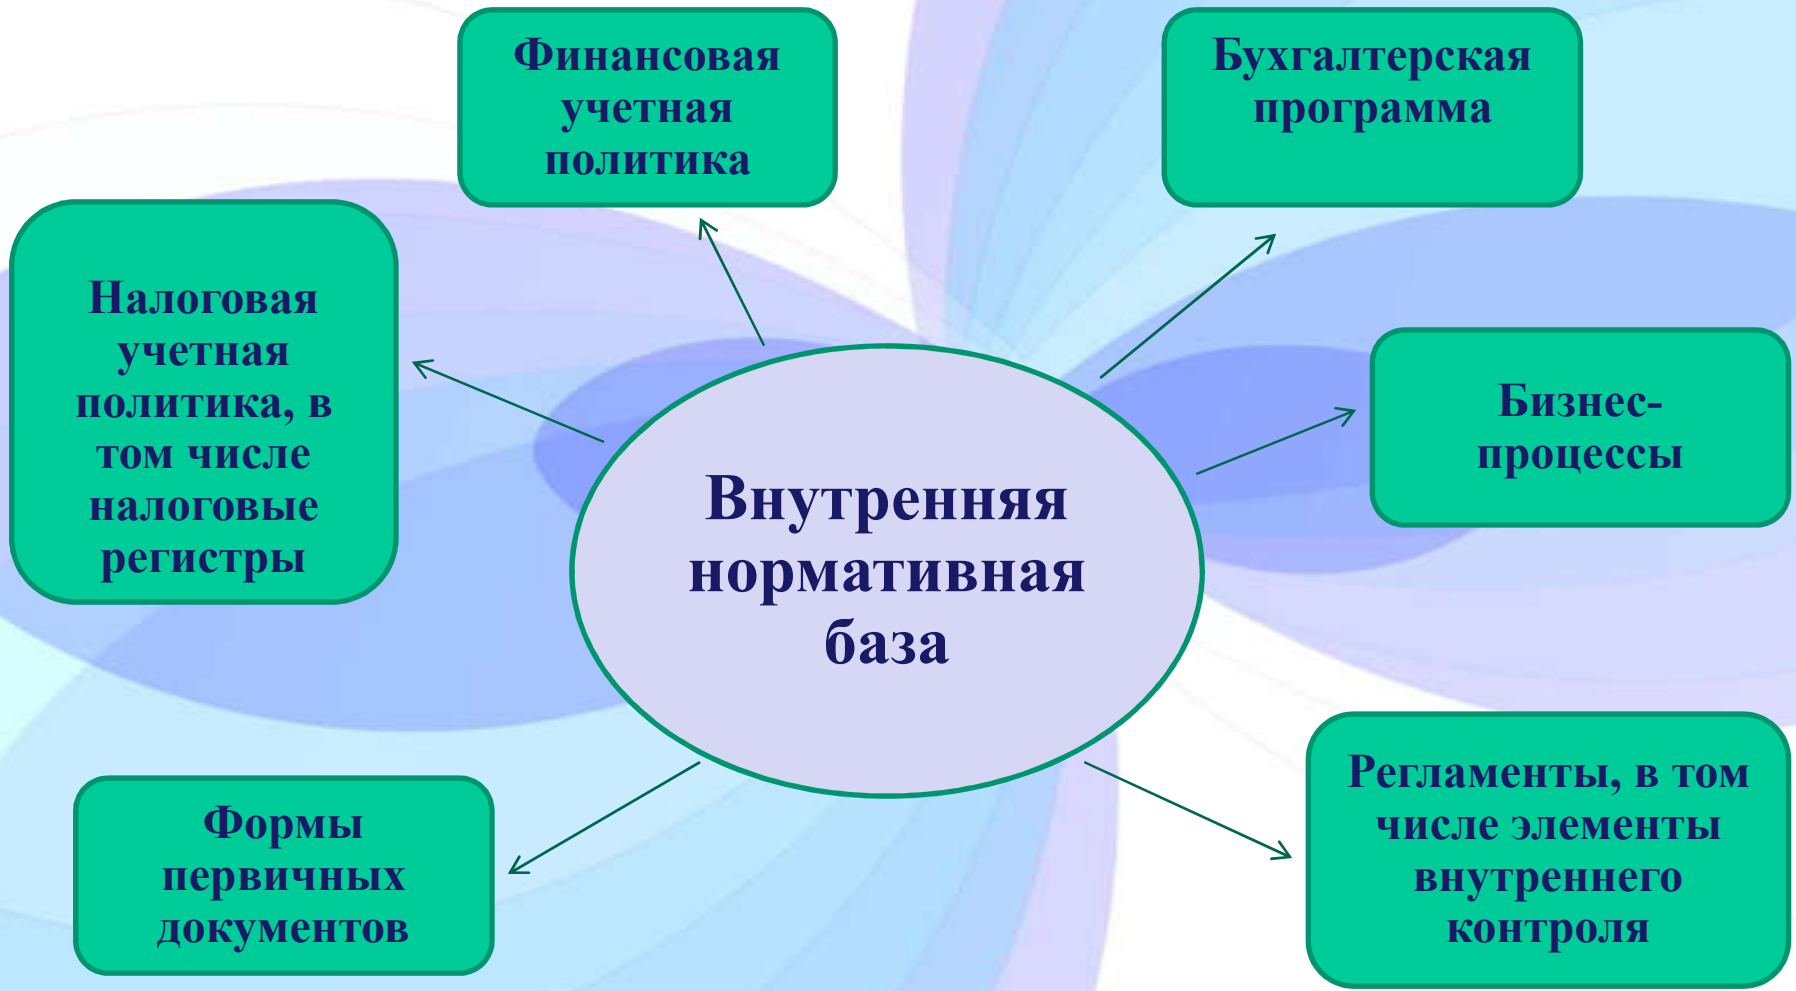 Финансовая
учетная
политика
Бухгалтерская
программа
Налоговая
учетная
политика, в
том числе
налоговые
регистры
Бизнес-
процессы
Внутренняя
нормативная
база
Формы
первичных
документов
Регламенты, в том
числе элементы
внутреннего
контроля